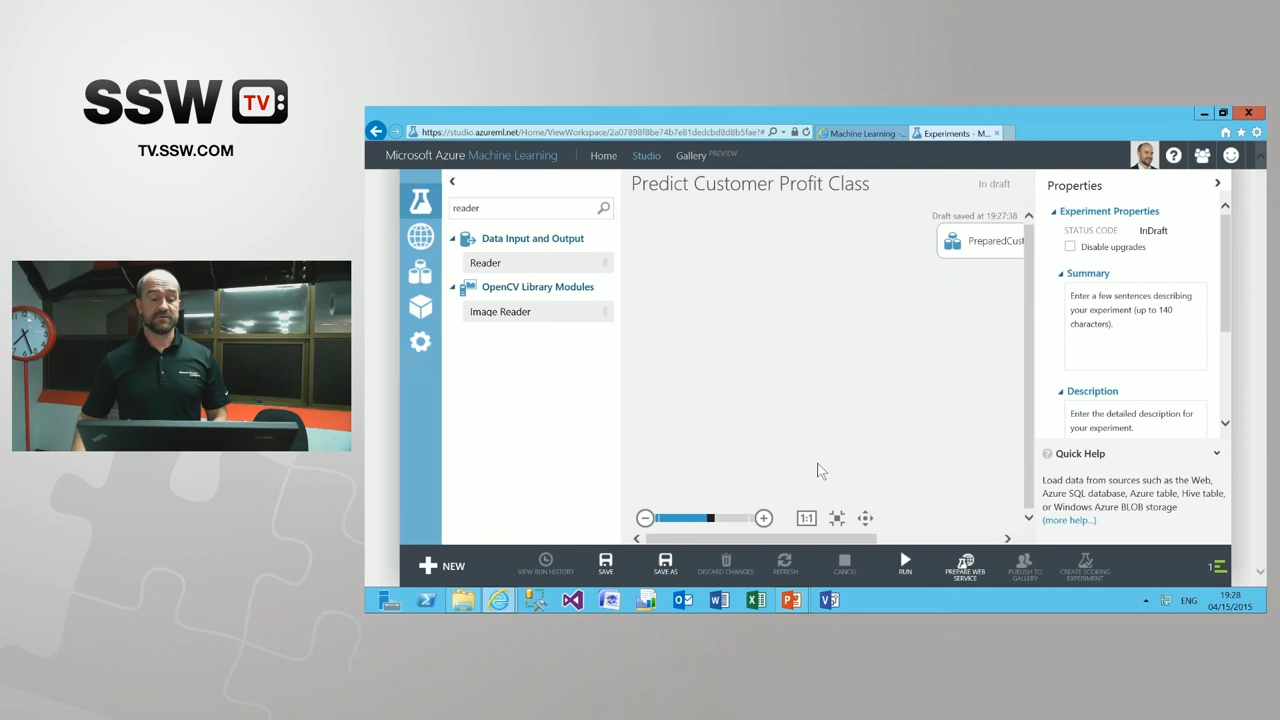 SSW TV:
TV.SSW.COM
https://studio.azureml.net/Home/ViewWorkspace/2a07898f8be74b7e81dedcbd8d8b5fae?#
Machine Learning -...
Experiments - M...
Microsoft Azure Machine Learning
Home
Studio
Gallery PREVIEW
reader
Data Input and Output
Reader
OpenCV Library Modules
Image Reader
Predict Customer Profit Class
In draft
Draft saved at 19:27:38
PreparedCust
1:1
Properties
Experiment Properties
STATUS CODE InDraft
Disable upgrades
Summary
Enter a few sentences describing
your experiment (up to 140
characters).
Description
Enter the detailed description for
your experiment.
Quick Help
Load data from sources such as the Web,
Azure SQL database, Azure table, Hive table,
or Windows Azure BLOB storage
(more help...)
NEW
VIEW RUN HISTORY
SAVE
SAVE AS
DISCARD CHANGES
REFRESH
CANCEL
RUN
PREPARE WEB
SERVICE
PUBLISH TO
GALLERY
CREATE SCORING
EXPERIMENT
1
ENG
19:28
04/15/2015